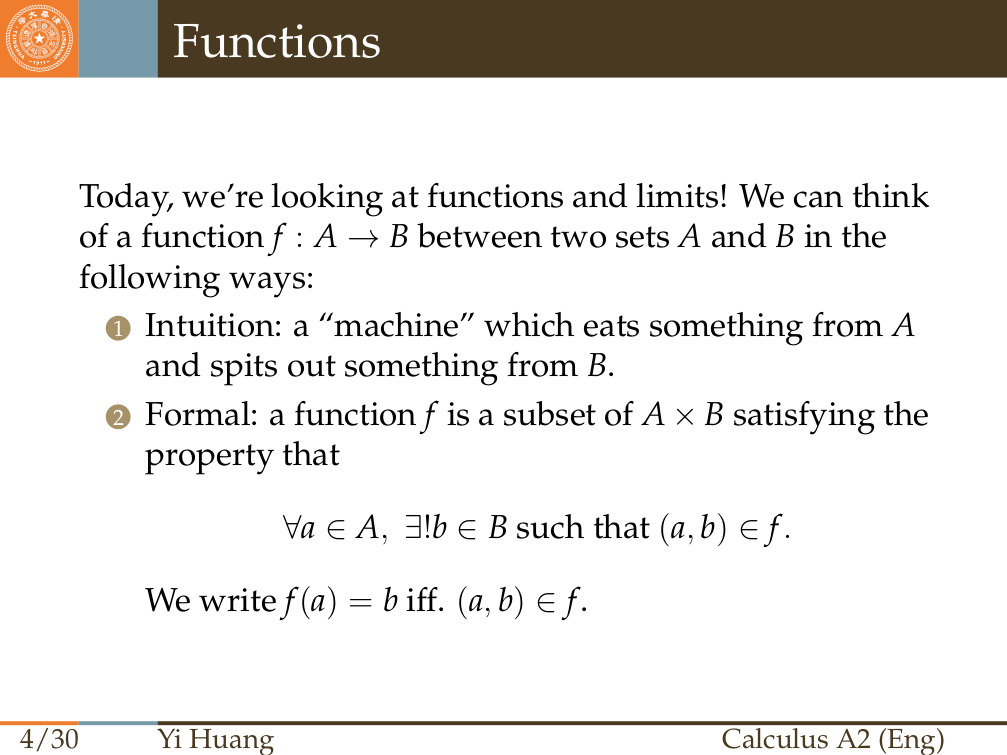 Functions
Today, we’re looking at functions and limits! We can think
of a function f : A → B between two sets A and B in the
following ways:
1 Intuition: a “machine” which eats something from A
and spits out something from B.
2 Formal: a function f is a subset of A × B satisfying the
property that
∀a ∈ A, ∃!b ∈ B such that (a, b) ∈ f.
We write f(a) = b iff. (a, b) ∈ f.
4/30 Yi Huang Calculus A2 (Eng)